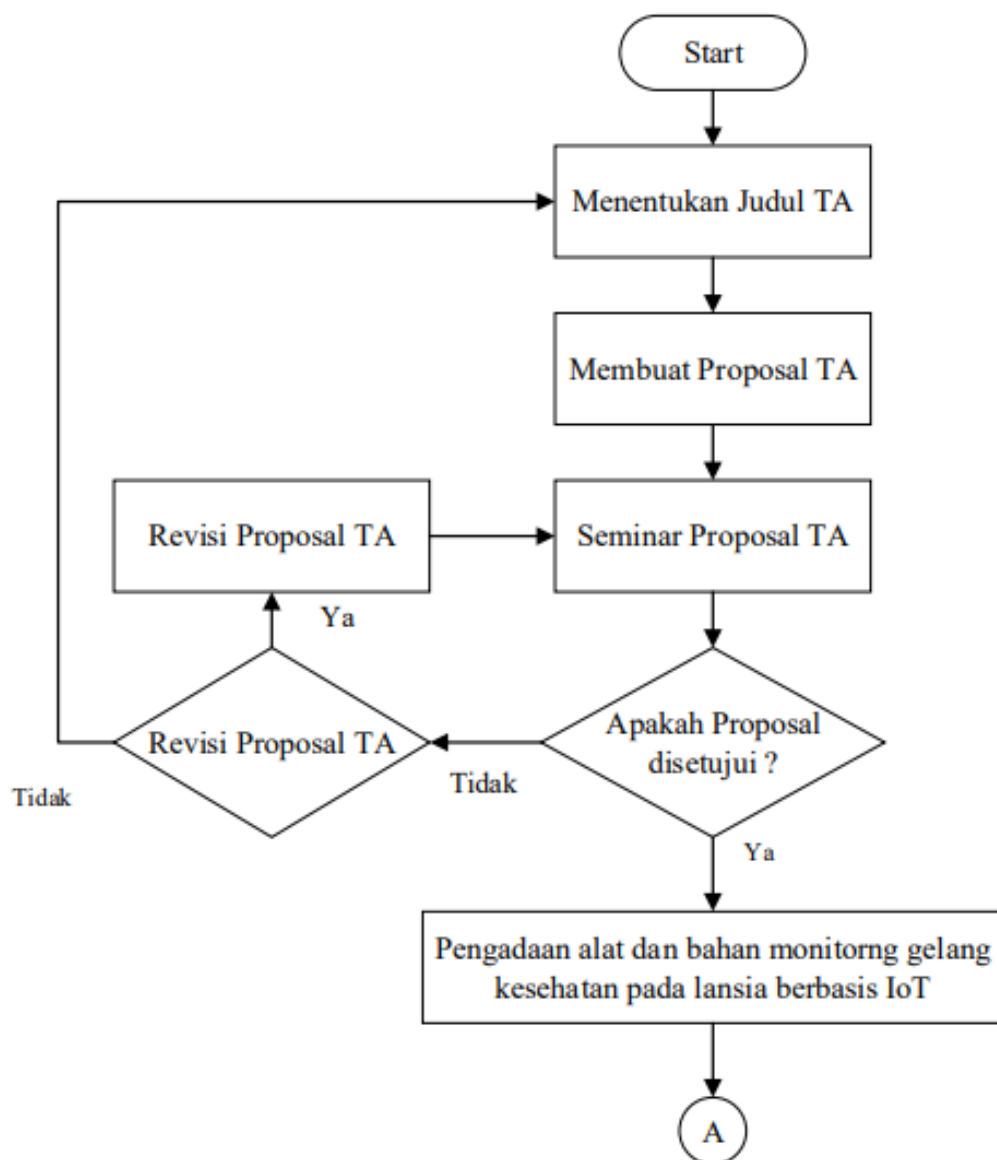 Start
Menentukan Judul TA
Membuat Proposal TA
Revisi Proposal TA
Seminar Proposal TA
Ya
Revisi Proposal TA
Apakah Proposal
disetujui ?
Tidak
Tidak
Ya
Pengadaan alat dan bahan monitorng gelang
kesehatan pada lansia berbasis IoT
A